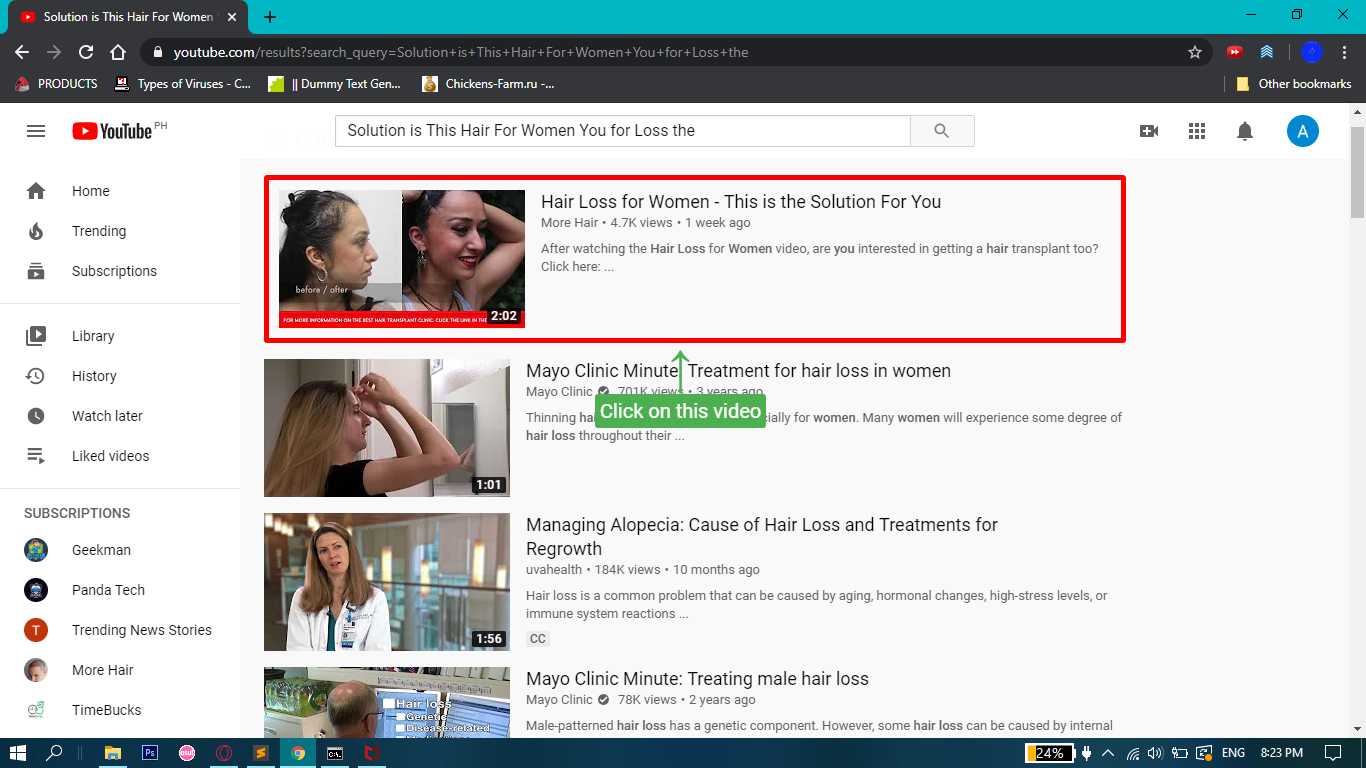 Solution is This Hair For Women
youtube.com/results?search_query=Solution+is+This+Hair+For+Women+You+for+Loss+the
PRODUCTS
Types of Viruses - C...
|| Dummy Text Gen...
Chickens-Farm.ru -...
Other bookmarks
YouTube PH
Solution is This Hair For Women You for Loss the
A
Home
Trending
Subscriptions
Library
History
Watch later
Liked videos
SUBSCRIPTIONS
Geekman
Panda Tech
T
Trending News Stories
More Hair
TimeBucks
before / after
FOR MORE INFORMATION ON THE BEST HAIR TRANSPLANT CLINIC: CLICK THE LINK IN THE
2:02
Hair Loss for Women - This is the Solution For You
More Hair • 4.7K views • 1 week ago
After watching the Hair Loss for Women video, are you interested in getting a hair transplant too?
Click here: ...
1:01
Mayo Clinic Minute: Treatment for hair loss in women
Mayo Clinic 701K views • 3 years ago
Click on this video
Thinning cially for women. Many women will experience some degree of
hair loss throughout their ...
1:56
Managing Alopecia: Cause of Hair Loss and Treatments for
Regrowth
uvahealth • 184K views • 10 months ago
Hair loss is a common problem that can be caused by aging, hormonal changes, high-stress levels, or
immune system reactions ...
CC
Hair loss
Genetic
Disease-related
Mayo Clinic Minute: Treating male hair loss
Mayo Clinic 78K views • 2 years ago
Male-patterned hair loss has a genetic component. However, some hair loss can be caused by internal
Ps
osu!
24%
ENG
8:23 PM